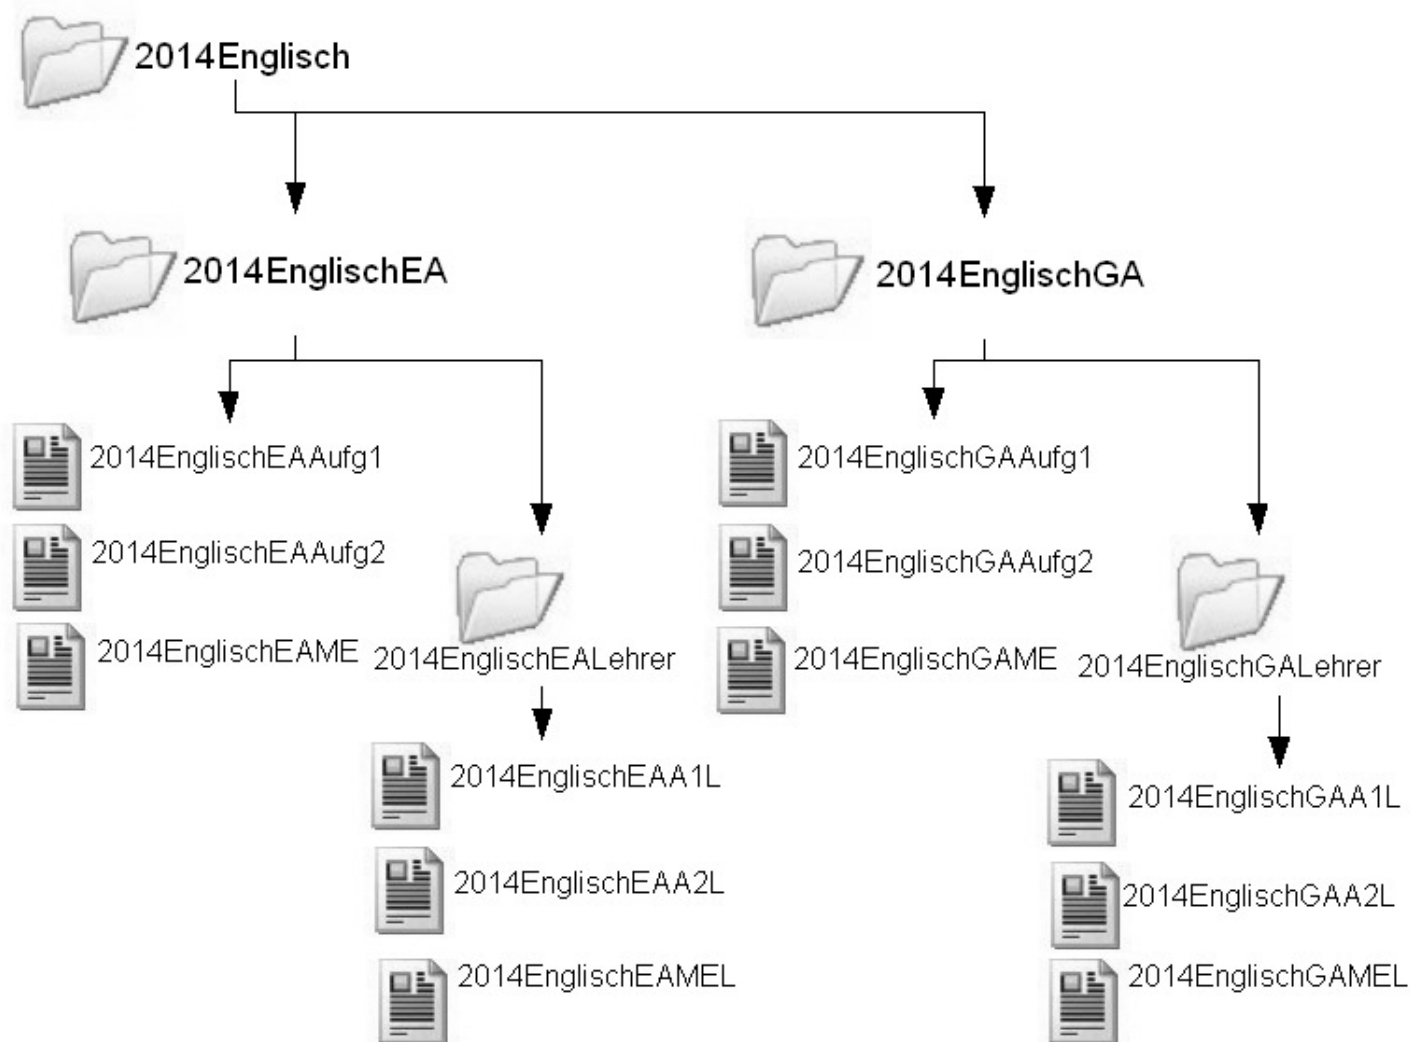 2014Englisch
2014EnglischEA
2014EnglischGA
2014EnglischEAAufg1
2014EnglischEAAufg2
2014EnglischEAME
2014EnglischEALehrer
2014EnglischEAA1L
2014EnglischEAA2L
2014EnglischEAMEL
2014EnglischGAAufg1
2014EnglischGAAufg2
2014EnglischGAME
2014EnglischGALehrer
2014EnglischGAA1L
2014EnglischGAA2L
2014EnglischGAMEL